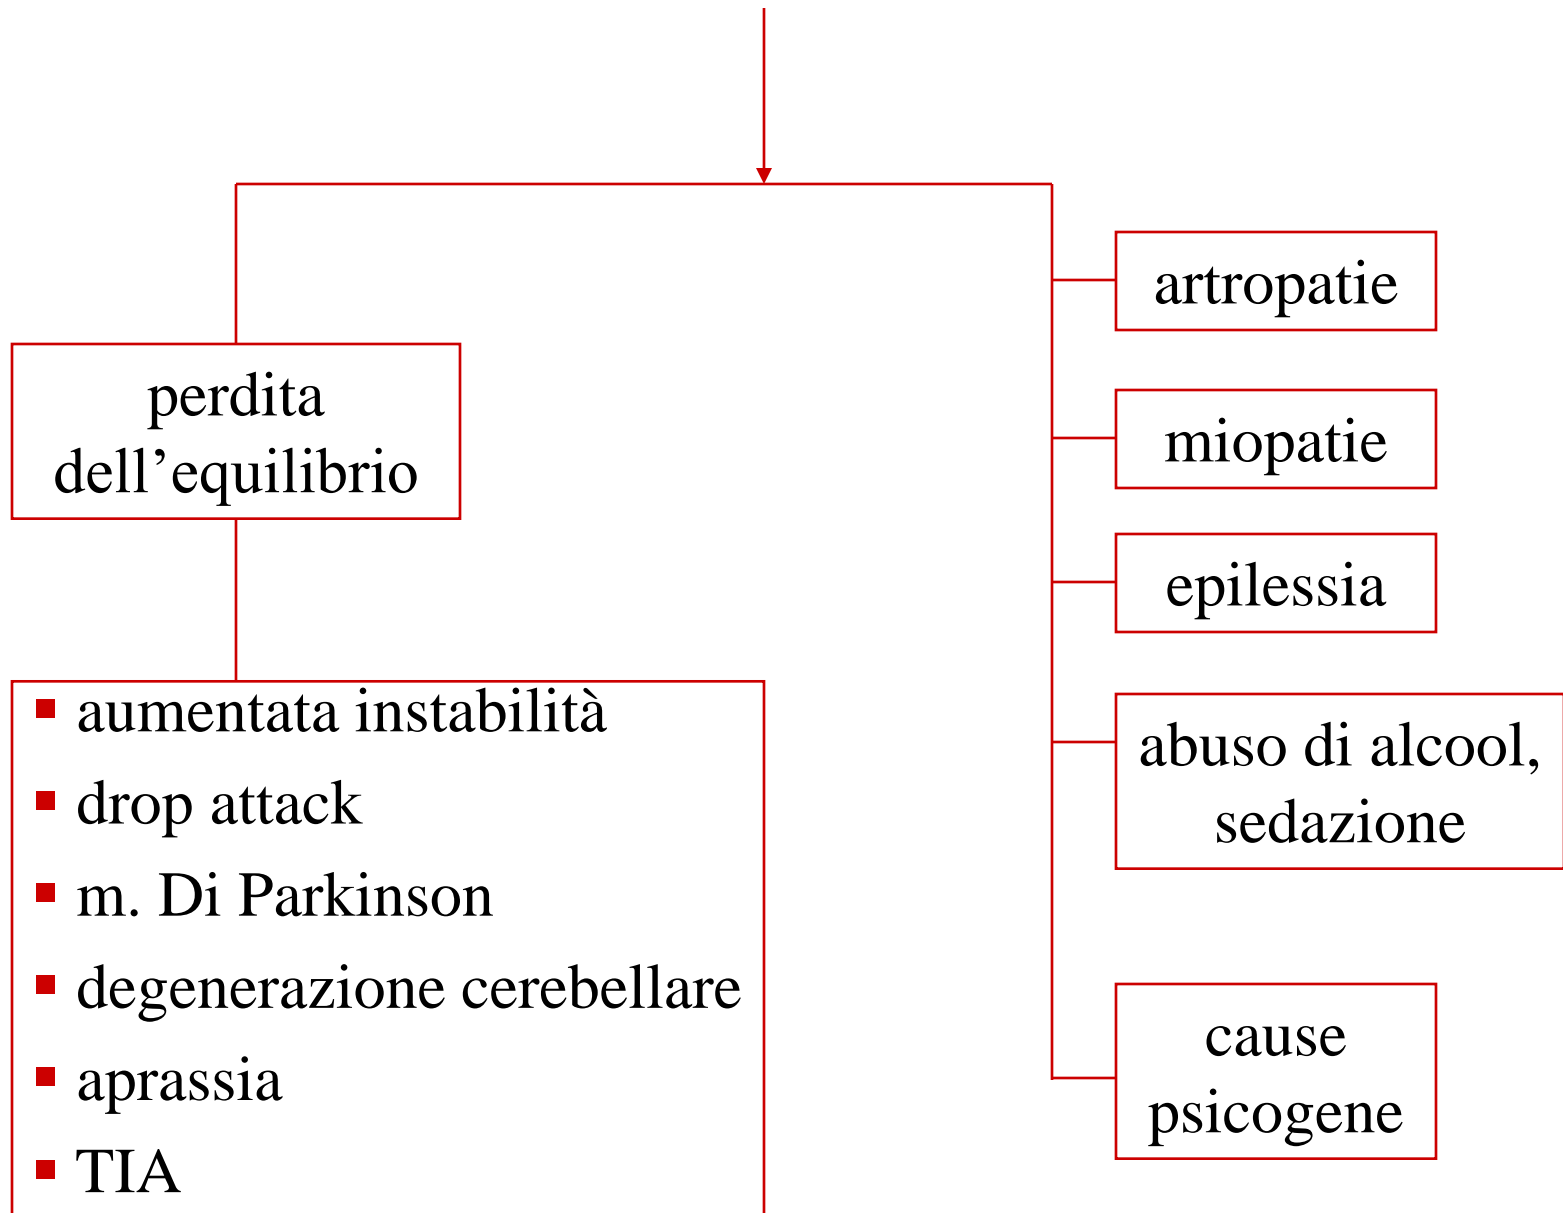 perdita
dell’equilibrio
aumentata instabilità
drop attack
m. Di Parkinson
degenerazione cerebellare
aprassia
TIA
artropatie
miopatie
epilessia
abuso di alcool,
sedazione
cause
psicogene